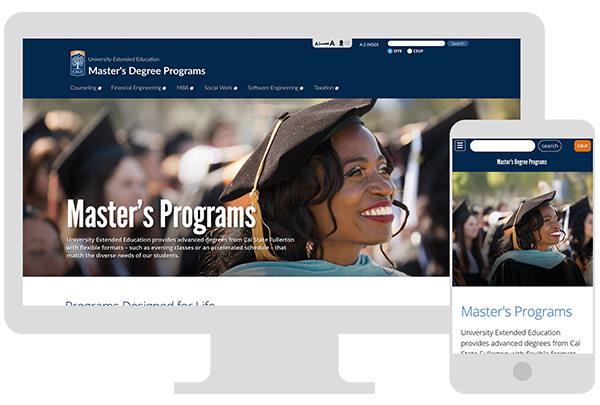 A A
A-Z INDEX
Search
SITE CSUF
University Extended Education
Master's Degree Programs
CSUF
Counseling Financial Engineering MBA Social Work Software Engineering Taxation
Master's Programs
University Extended Education provides advanced degrees from Cal State Fullerton
with flexible formats – such as evening classes or an accelerated schedule – that
match the diverse needs of our students.
Programs Designed for Life
Search
CSUF
Master's Degree Programs
Master's Programs
University Extended Education
provides advanced degrees from Cal
State Fullerton with flexible formats